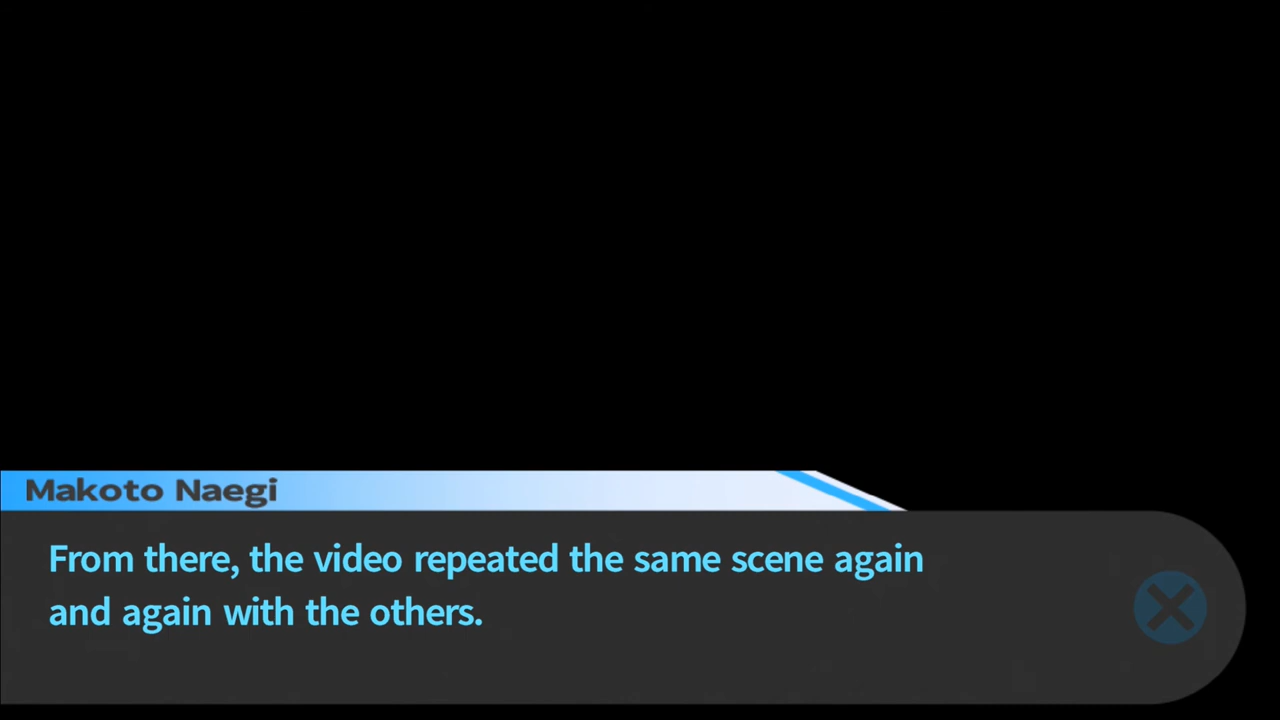 Makoto Naegi
From there, the video repeated the same scene again
and again with the others.